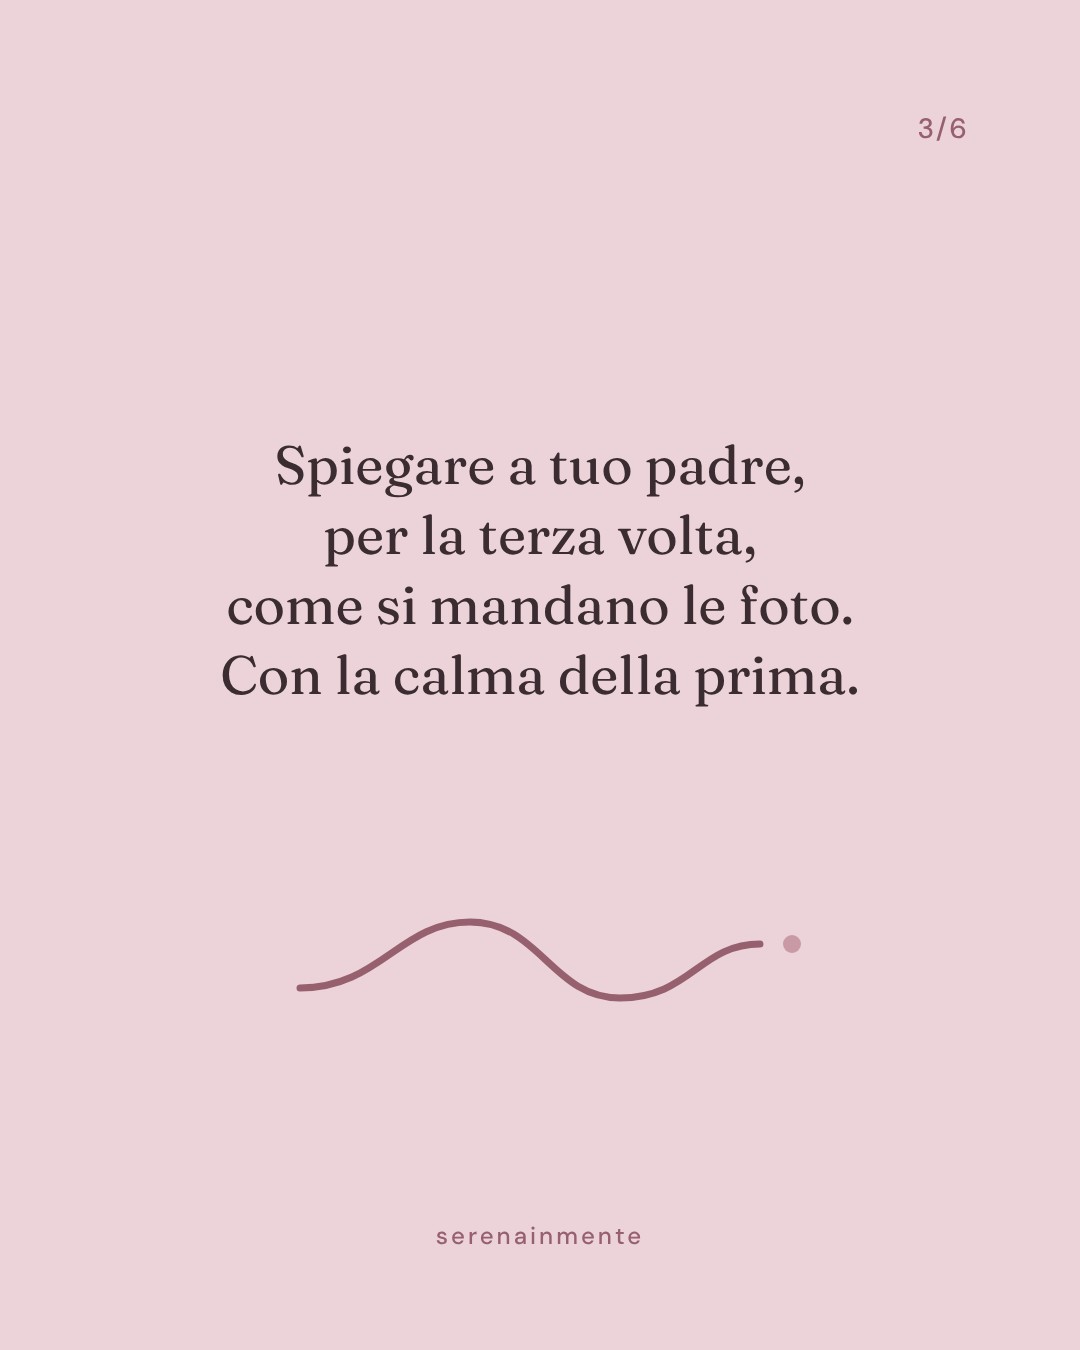 3/6
Spiegare a tuo padre,
per la terza volta,
come si mandano le foto.
Con la calma della prima.
serenainmente